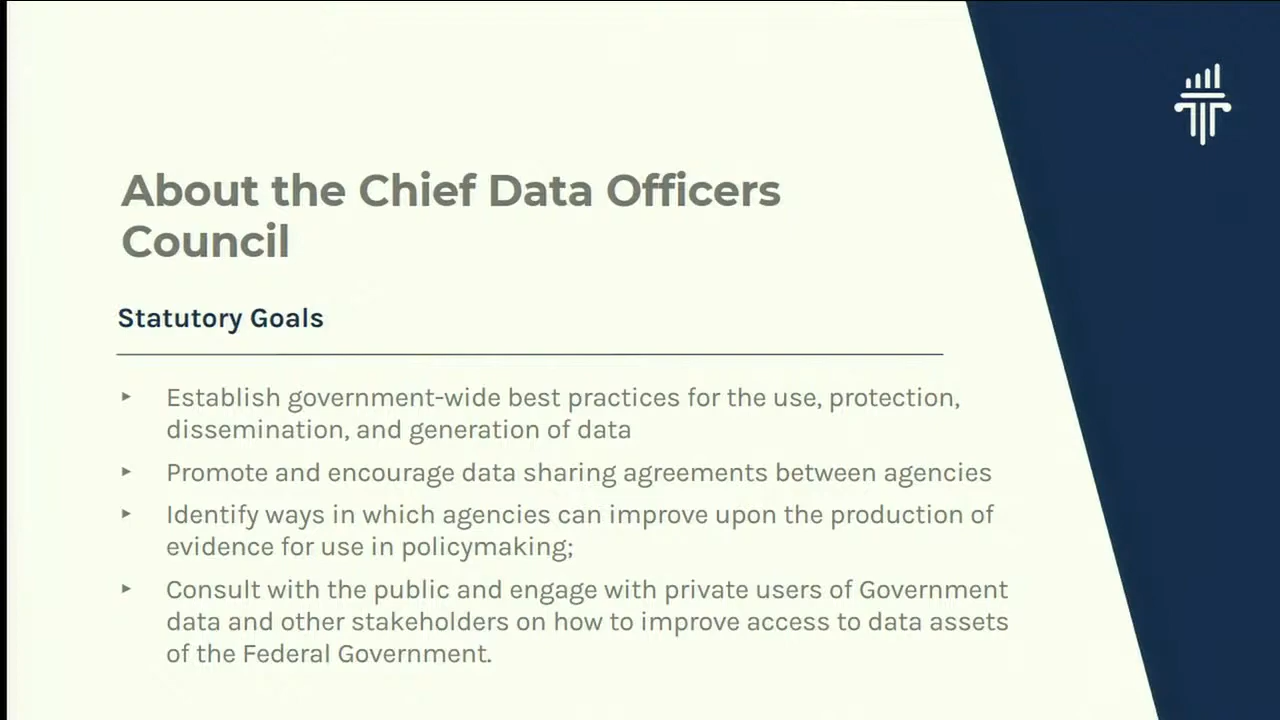 About the Chief Data Officers
Council
Statutory Goals
‣ Establish government-wide best practices for the use, protection,
dissemination, and generation of data
‣ Promote and encourage data sharing agreements between agencies
‣ Identify ways in which agencies can improve upon the production of
evidence for use in policymaking;
‣ Consult with the public and engage with private users of Government
data and other stakeholders on how to improve access to data assets
of the Federal Government.